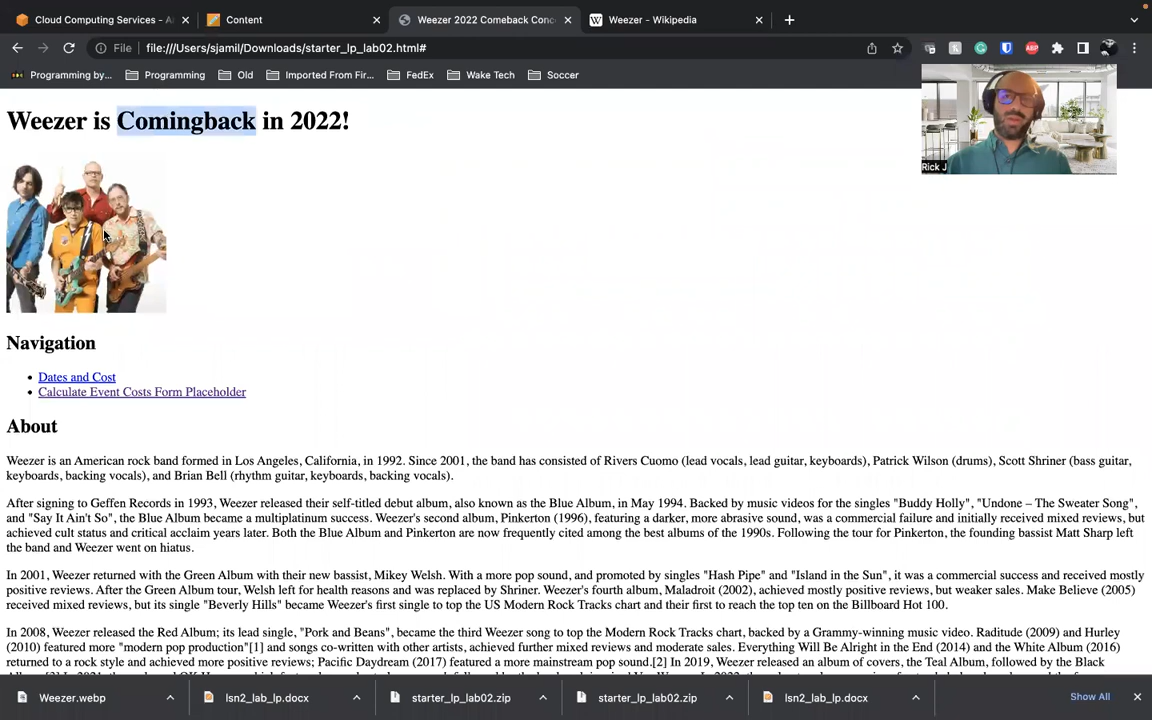 Cloud Computing Services - A
Content
Weezer 2022 Comeback Conc
Weezer - Wikipedia
File
file:///Users/sjamil/Downloads/starter_lp_lab02.html#
Programming by...
Programming
Old
Imported From Fir...
FedEx
Wake Tech
Soccer
Weezer is Comingback in 2022!
Rick J
Navigation
• Dates and Cost
• Calculate Event Costs Form Placeholder
About
Weezer is an American rock band formed in Los Angeles, California, in 1992. Since 2001, the band has consisted of Rivers Cuomo (lead vocals, lead guitar, keyboards), Patrick Wilson (drums), Scott Shriner (bass guitar,
keyboards, backing vocals), and Brian Bell (rhythm guitar, keyboards, backing vocals).
After signing to Geffen Records in 1993, Weezer released their self-titled debut album, also known as the Blue Album, in May 1994. Backed by music videos for the singles "Buddy Holly", "Undone – The Sweater Song",
and "Say It Ain't So", the Blue Album became a multiplatinum success. Weezer's second album, Pinkerton (1996), featuring a darker, more abrasive sound, was a commercial failure and initially received mixed reviews, but
achieved cult status and critical acclaim years later. Both the Blue Album and Pinkerton are now frequently cited among the best albums of the 1990s. Following the tour for Pinkerton, the founding bassist Matt Sharp left
the band and Weezer went on hiatus.
In 2001, Weezer returned with the Green Album with their new bassist, Mikey Welsh. With a more pop sound, and promoted by singles "Hash Pipe" and "Island in the Sun", it was a commercial success and received mostly
positive reviews. After the Green Album tour, Welsh left for health reasons and was replaced by Shriner. Weezer's fourth album, Maladroit (2002), achieved mostly positive reviews, but weaker sales. Make Believe (2005)
received mixed reviews, but its single "Beverly Hills" became Weezer's first single to top the US Modern Rock Tracks chart and their first to reach the top ten on the Billboard Hot 100.
In 2008, Weezer released the Red Album; its lead single, "Pork and Beans", became the third Weezer song to top the Modern Rock Tracks chart, backed by a Grammy-winning music video. Raditude (2009) and Hurley
(2010) featured more "modern pop production"[1] and songs co-written with other artists, achieved further mixed reviews and moderate sales. Everything Will Be Alright in the End (2014) and the White Album (2016)
returned to a rock style and achieved more positive reviews; Pacific Daydream (2017) featured a more mainstream pop sound.[2] In 2019, Weezer released an album of covers, the Teal Album, followed by the Black
Weezer.webp
lsn2_lab_lp.docx
starter_lp_lab02.zip
starter_lp_lab02.zip
lsn2_lab_lp.docx
Show All